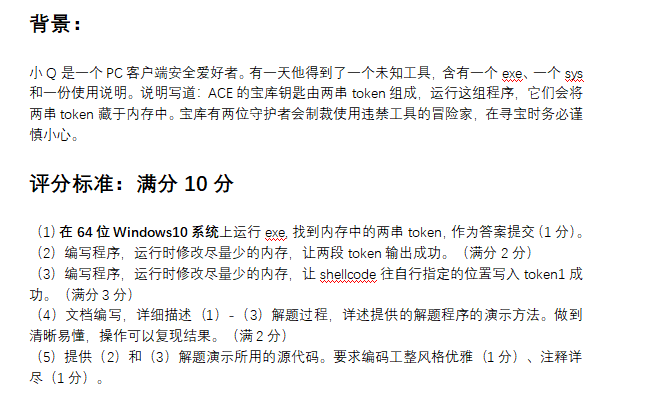 背景：
小 Q 是一个 PC 客户端安全爱好者。有一天他得到了一个未知工具，含有一个 exe、一个 sys
和一份使用说明。说明写道：ACE 的宝库钥匙由两串 token 组成，运行这组程序，它们会将
两串 token 藏于内存中。宝库有两位守护者会制裁使用违禁工具的冒险家，在寻宝时务必谨
慎小心。
评分标准：满分 10 分
（1) 在 64 位 Windows10 系统上运行 exe, 找到内存中的两串 token，作为答案提交（1 分）。
（2）编写程序，运行时修改尽量少的内存，让两段 token 输出成功。（满分 2 分）
（3）编写程序，运行时修改尽量少的内存，让 shellcode 往自行指定的位置写入 token1 成
功。（满分 3 分）
（4）文档编写，详细描述（1）-（3）解题过程，详述提供的解题程序的演示方法。做到
清晰易懂，操作可以复现结果。（满 2 分）
（5）提供（2）和（3）解题演示所用的源代码。要求编码工整风格优雅（1 分）、注释详
尽（1 分）。